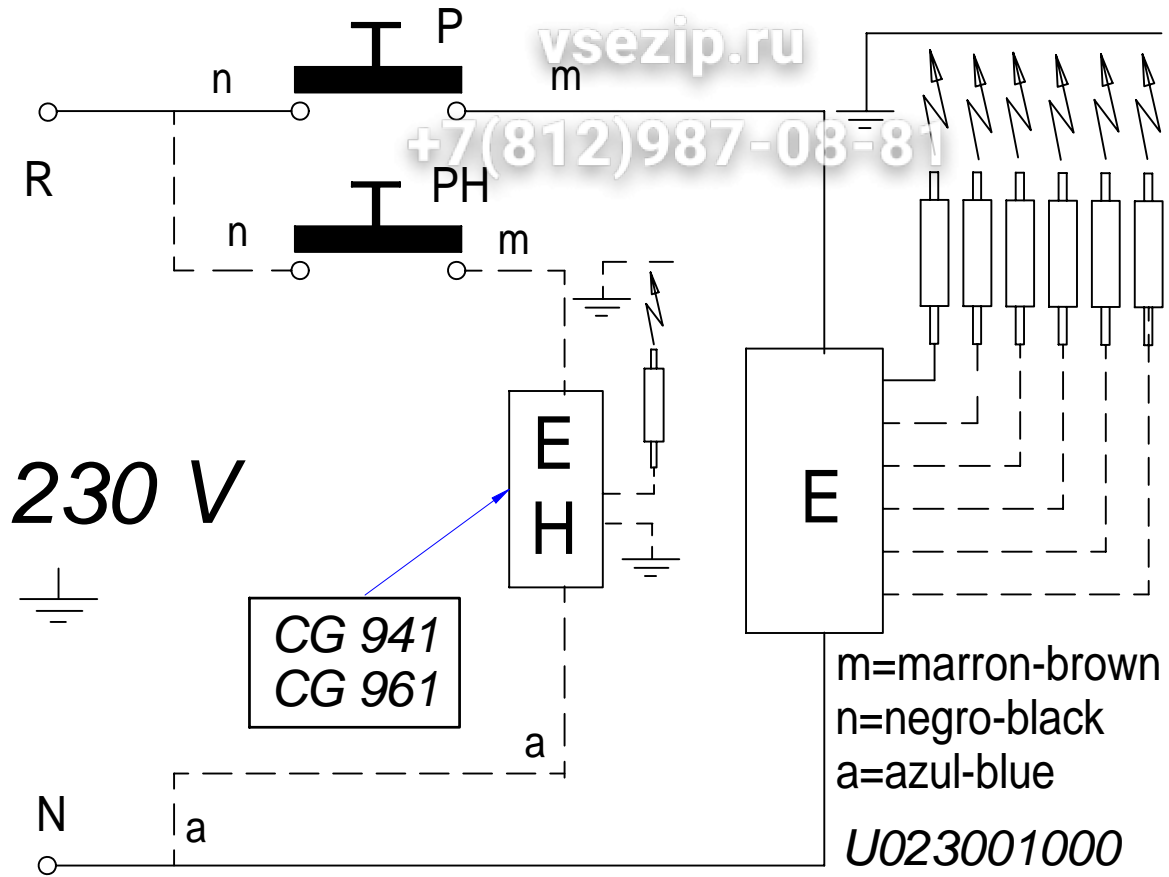 P
vsezip.ru
n
m
+7(812)987-08-81
R
PH
n
m
E
H
E
230 V
CG 941
CG 961
m=marron-brown
n=negro-black
a
a=azul-blue
N
a
U023001000